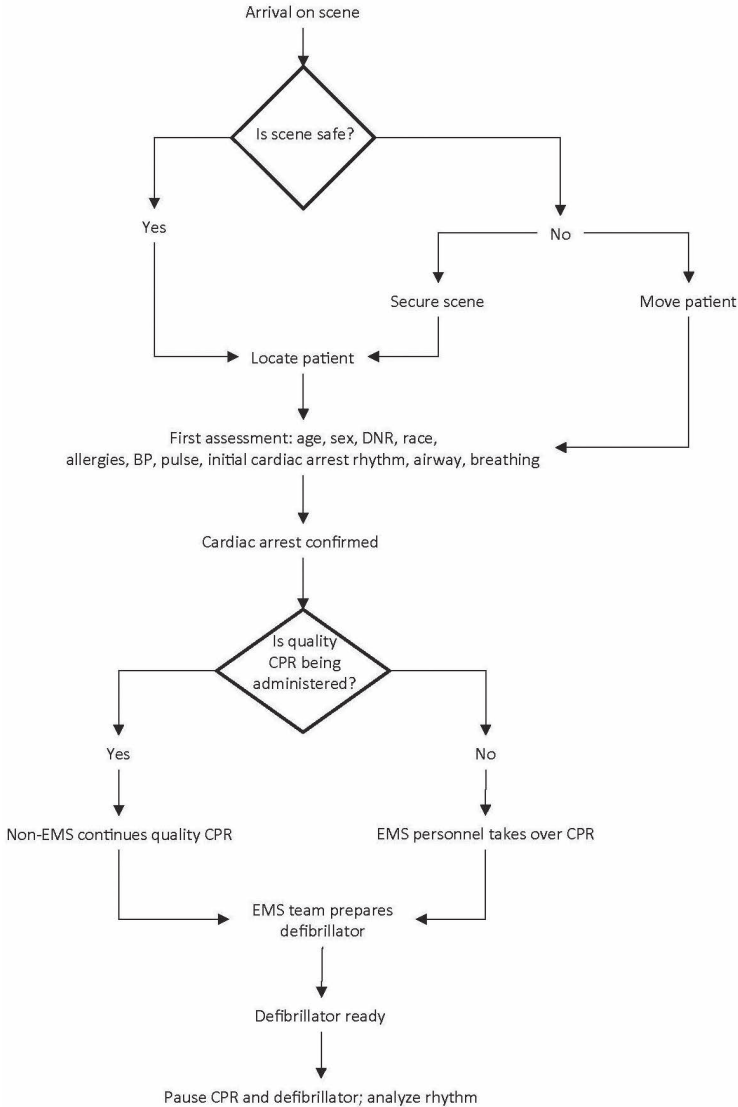 Arrival on scene
Is scene safe?
Yes
No
Secure scene
Move patient
Locate patient
First assessment: age, sex, DNR, race,
allergies, BP, pulse, initial cardiac arrest rhythm, airway, breathing
Cardiac arrest confirmed
Is quality
CPR being
administered?
Yes
No
Non-EMS continues quality CPR
EMS personnel takes over CPR
EMS team prepares
defibrillator
Defibrillator ready
Pause CPR and defibrillator; analyze rhythm